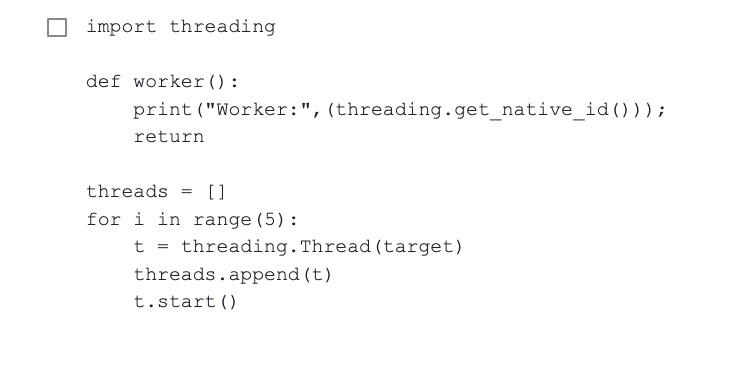 import threading
def worker():
    print("Worker:",(threading.get_native_id()));
    return
threads = []
for i in range(5):
    t = threading.Thread(target)
    threads.append(t)
    t.start()